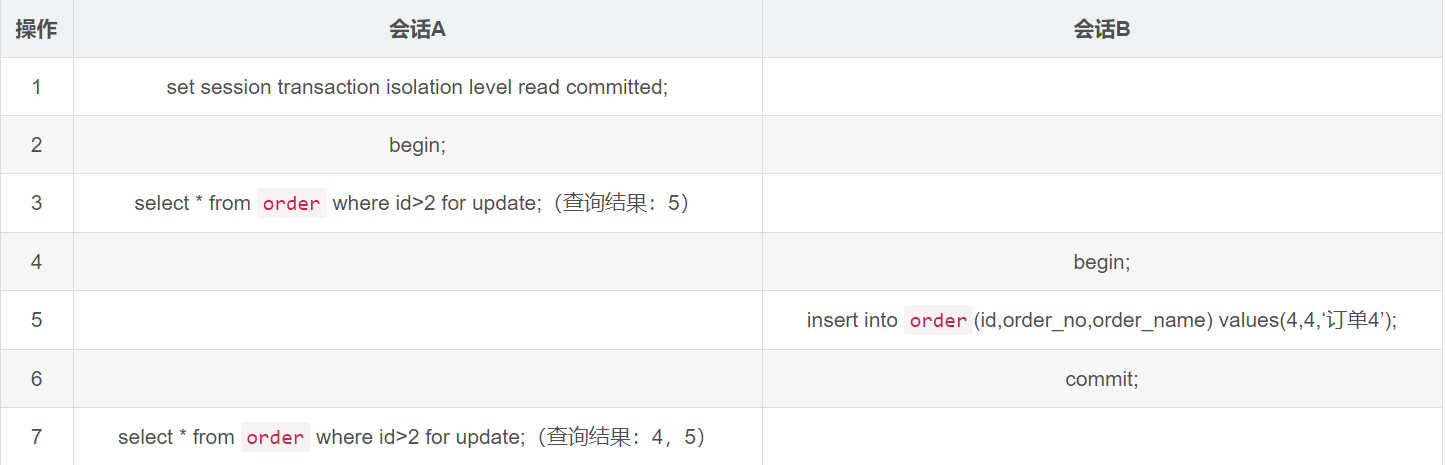 操作 会话A 会话B
1 set session transaction isolation level read committed;
2 begin;
3 select * from order where id>2 for update;（查询结果：5）
4 begin;
5 insert into order(id,order_no,order_name) values(4,4,‘订单4’);
6 commit;
7 select * from order where id>2 for update;（查询结果：4，5）